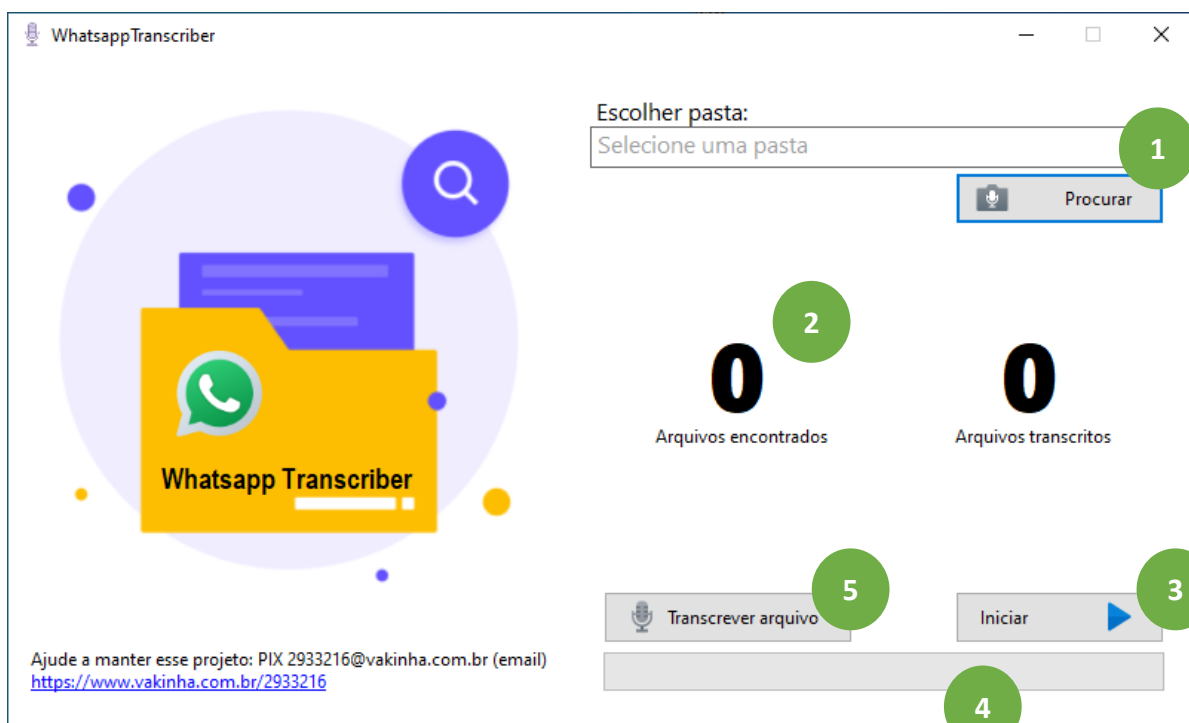 WhatsappTranscriber
Escolher pasta:
Selecione uma pasta
1
Procurar
2
0
0
Arquivos encontrados
Arquivos transcritos
Whatsapp Transcriber
5
3
Transcrever arquivo
Iniciar
Ajude a manter esse projeto: PIX 2933216@vakinha.com.br (email)
https://www.vakinha.com.br/2933216
4